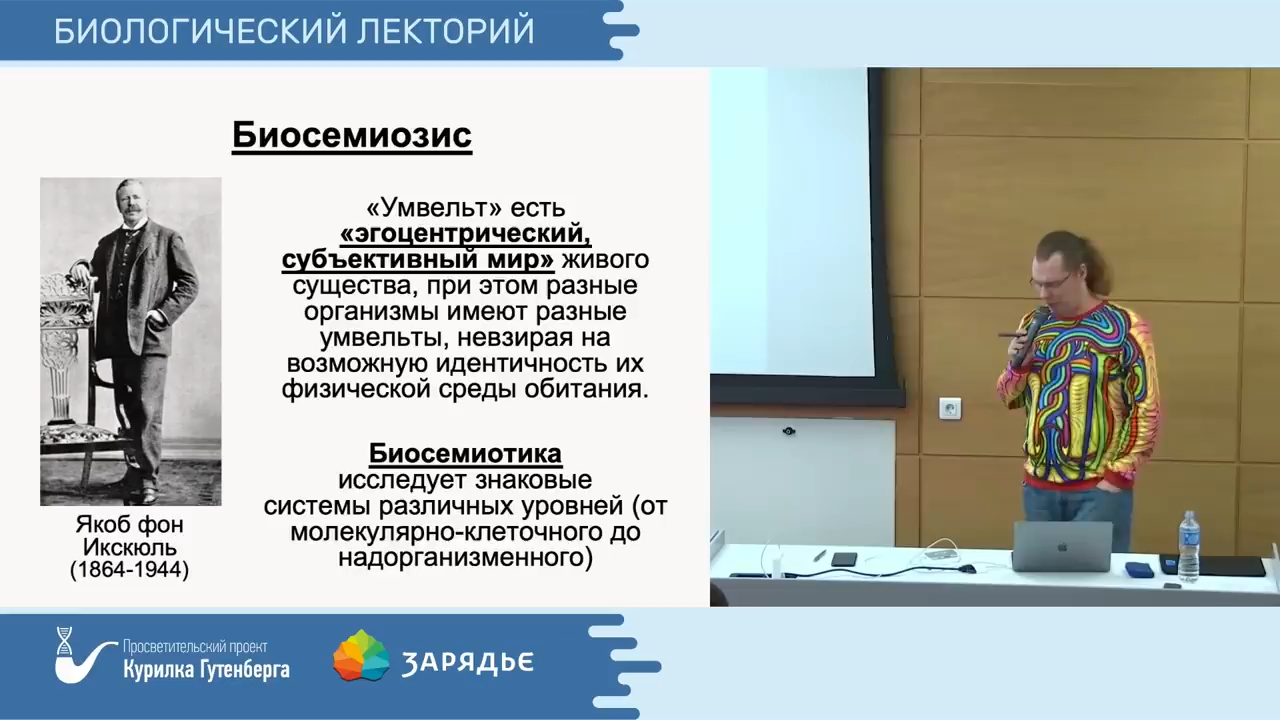 БИОЛОГИЧЕСКИЙ ЛЕКТОРИЙ
Биосемиозис
«Умвельт» есть
«эгоцентрический,
субъективный мир» живого
существа, при этом разные
организмы имеют разные
умвельты, невзирая на
возможную идентичность их
физической среды обитания.
Биосемиотика
исследует знаковые
системы различных уровней (от
молекулярно-клеточного до
надорганизменного)
Якоб фон
Икскюль
(1864-1944)
Просветительский проект
Курилка Гутенберга
ЗАРЯДЬЕ